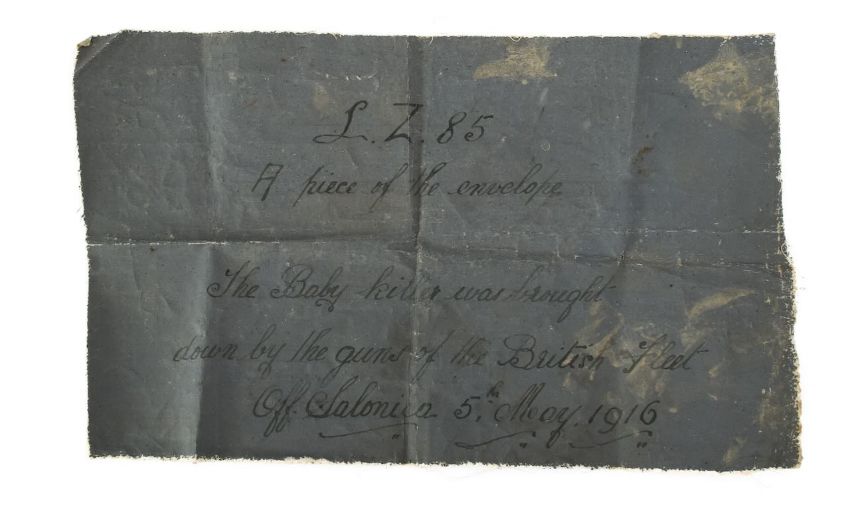 L.Z. 85
A piece of the envelope
The Baby killer was brought
down by the guns of the British Fleet
Off Salonica 5th May. 1916